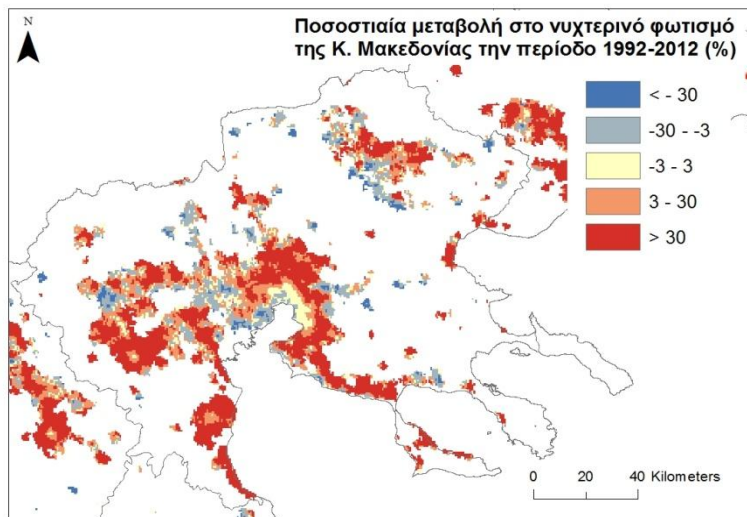 N
Ποσοστιαία μεταβολή στο νυχτερινό φωτισμό
της Κ. Μακεδονίας την περίοδο 1992-2012 (%)
< - 30
-30 - -3
-3 - 3
3 - 30
> 30
0 20 40 Kilometers